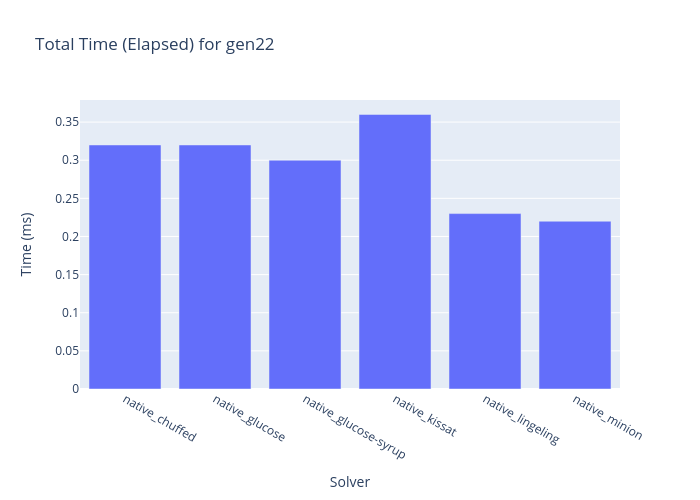 Total Time (Elapsed) for gen22
Time (ms)
0.35
0.3
0.25
0.2
0.15
0.1
0.05
0
native_chuffed
native_glucose
native_glucose-syrup
native_kissat
native_lingeling
native_minion
Solver